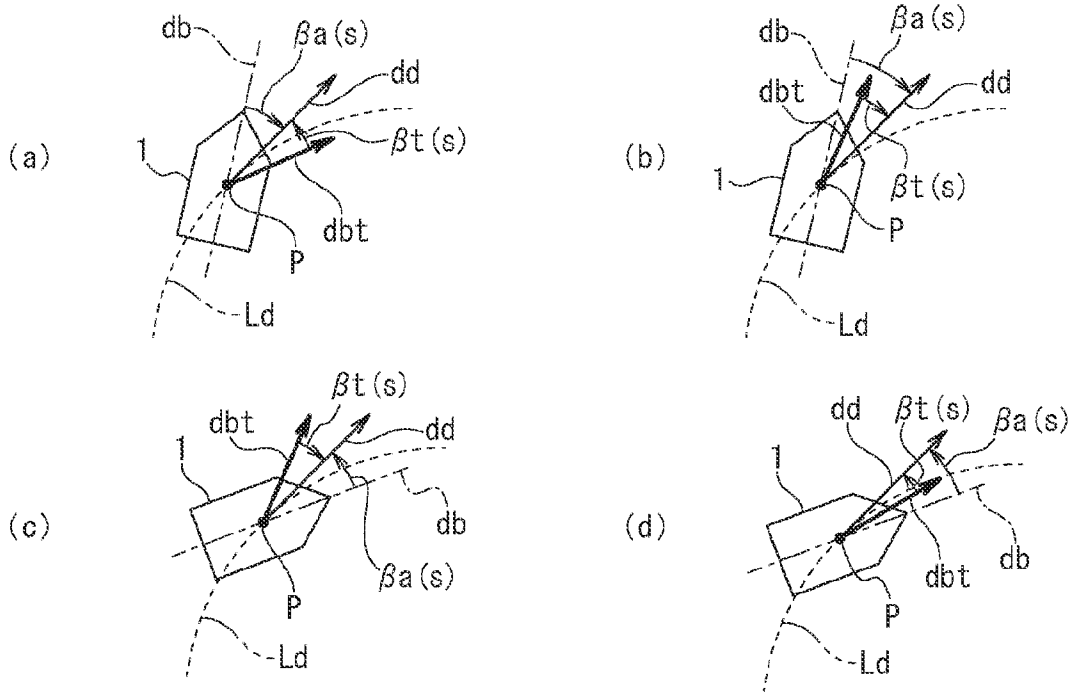 (a)
db
βa(s)
dd
1
βt(s)
dbt
P
Ld
(b)
βa(s)
db
dbt
dd
1
βt(s)
P
Ld
(c)
βt(s)
dbt
dd
1
db
βa(s)
P
Ld
(d)
βt(s)
dd
βa(s)
1
db
dbt
P
Ld